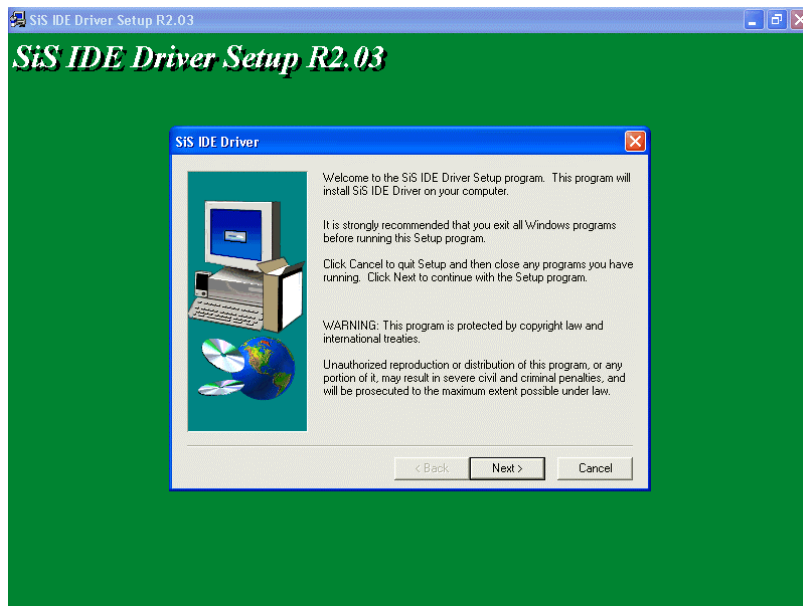 SiS IDE Driver Setup R2.03
SiS IDE Driver Setup R2.03
SiS IDE Driver
Welcome to the SiS IDE Driver Setup program. This program will
install SiS IDE Driver on your computer.
It is strongly recommended that you exit all Windows programs
before running this Setup program.
Click Cancel to quit Setup and then close any programs you have
running. Click Next to continue with the Setup program.
WARNING: This program is protected by copyright law and
international treaties.
Unauthorized reproduction or distribution of this program, or any
portion of it, may result in severe civil and criminal penalties, and
will be prosecuted to the maximum extent possible under law.
< Back Next > Cancel